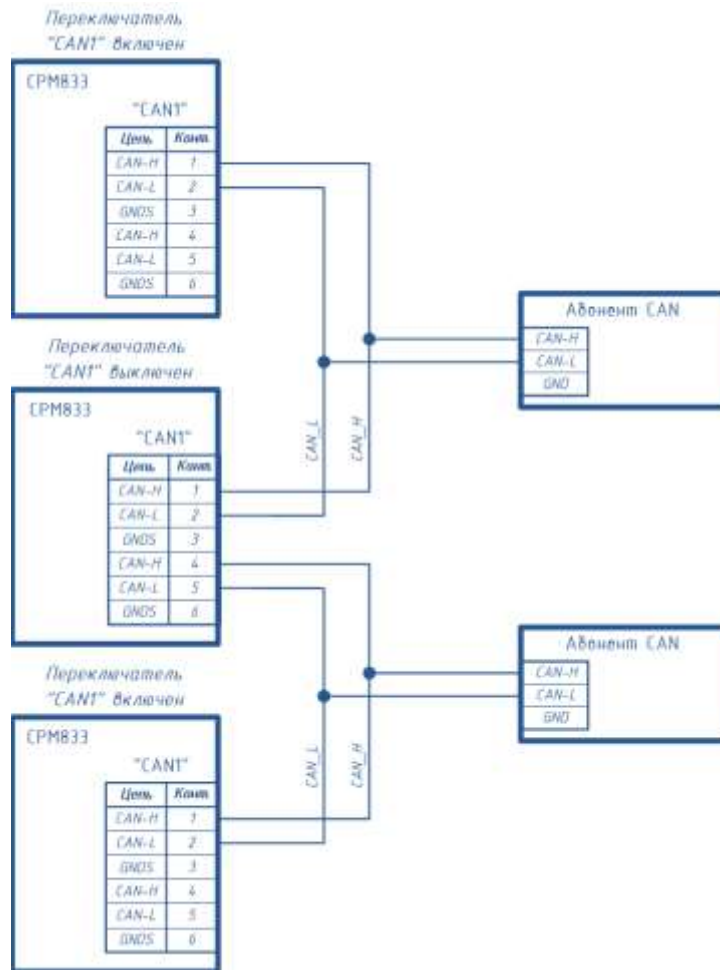 Переключатель
"CAN1" включен
CPM833
"CAN1"
Цепь Конт.
CAN-H 1
CAN-L 2
GNDS 3
CAN-H 4
CAN-L 5
GNDS 6
Абонент CAN
CAN-H
CAN-L
GND
Переключатель
"CAN1" выключен
CPM833
"CAN1"
Цепь Конт.
CAN-H 1
CAN-L 2
GNDS 3
CAN-H 4
CAN-L 5
GNDS 6
CAN_L
CAN_H
Абонент CAN
CAN-H
CAN-L
GND
Переключатель
"CAN1" включен
CPM833
"CAN1"
Цепь Конт.
CAN-H 1
CAN-L 2
GNDS 3
CAN-H 4
CAN-L 5
GNDS 6
CAN_L
CAN_H